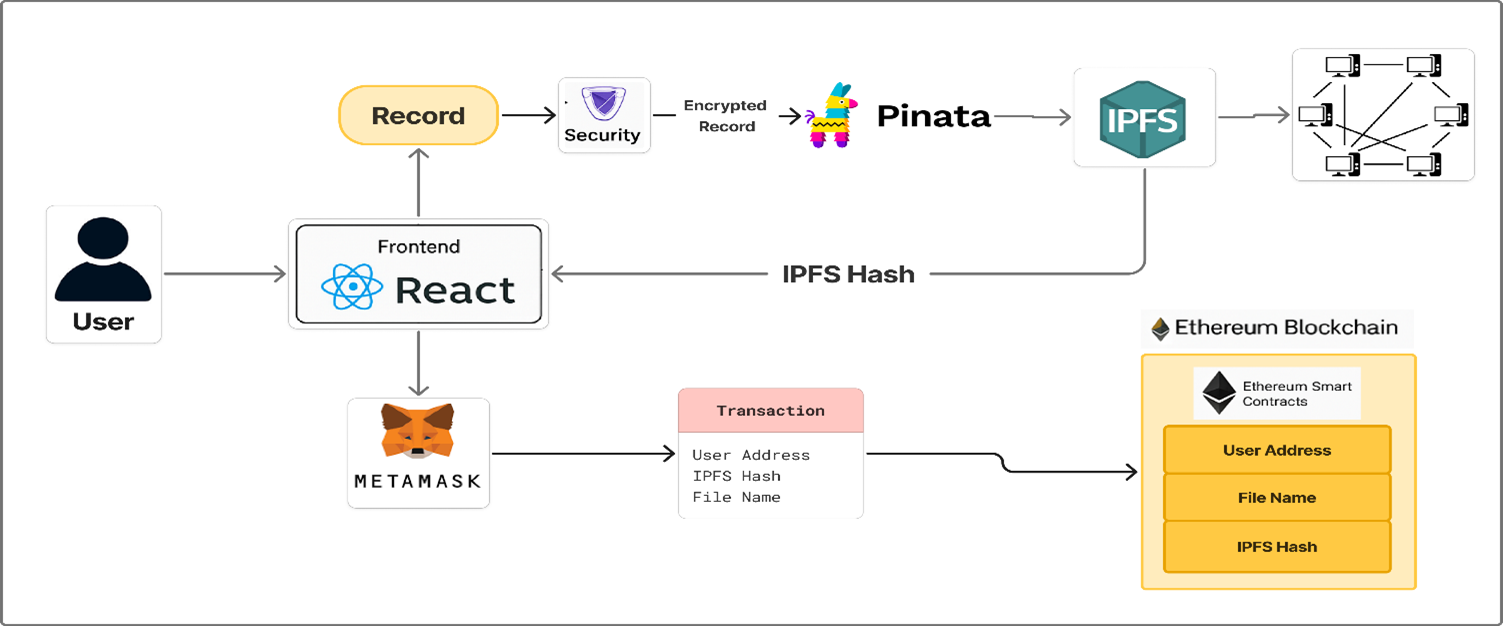 Record
Security
Encrypted
Record
Pinata
IPFS
User
Frontend
React
IPFS Hash
METAMASK
Transaction
User Address
IPFS Hash
File Name
Ethereum Blockchain
Ethereum Smart
Contracts
User Address
File Name
IPFS Hash